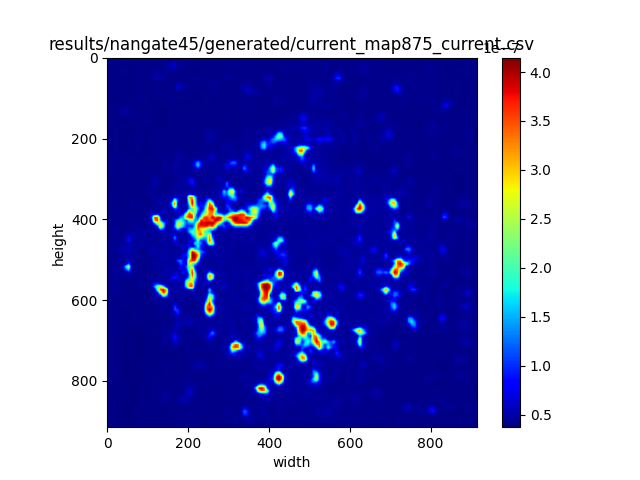 results/nangate45/generated/current_map875_current.csv
1e−7
0
200
400
600
800
height
0 200 400 600 800
width
4.0
3.5
3.0
2.5
2.0
1.5
1.0
0.5